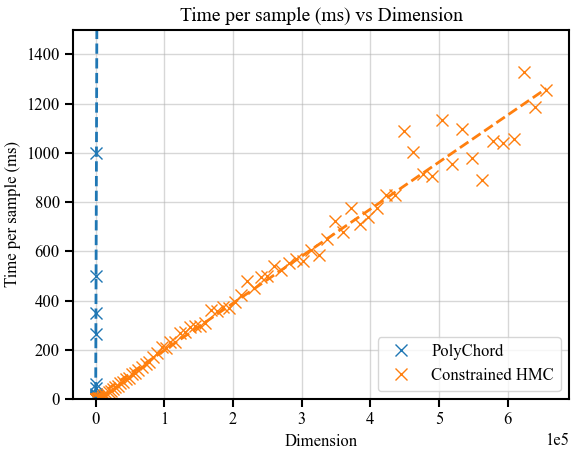 Time per sample (ms) vs Dimension
1400
1200
1000
800
600
400
200
0
Time per sample (ms)
PolyChord
Constrained HMC
0 1 2 3 4 5 6
1e5
Dimension